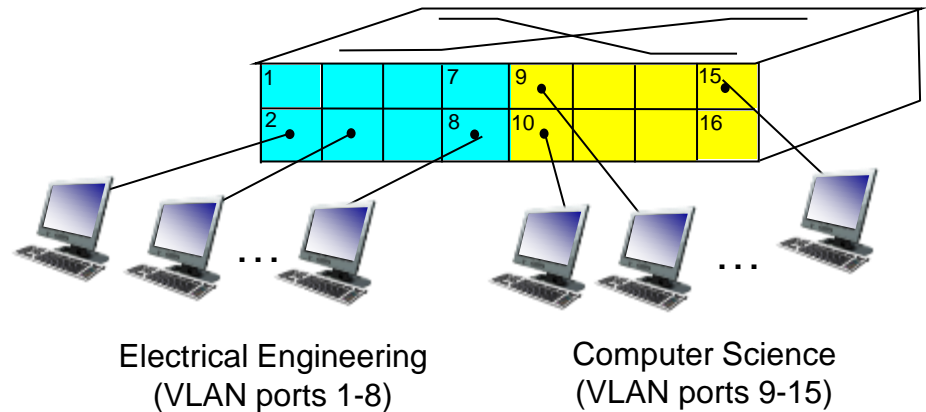 1 7 9 15
2 8 10 16
... ...
Electrical Engineering
(VLAN ports 1-8)
Computer Science
(VLAN ports 9-15)